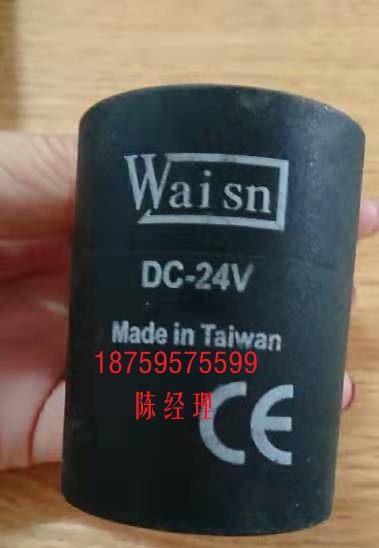 Waisn
DC-24V
Made in Taiwan
18759575599
陈经理
CE